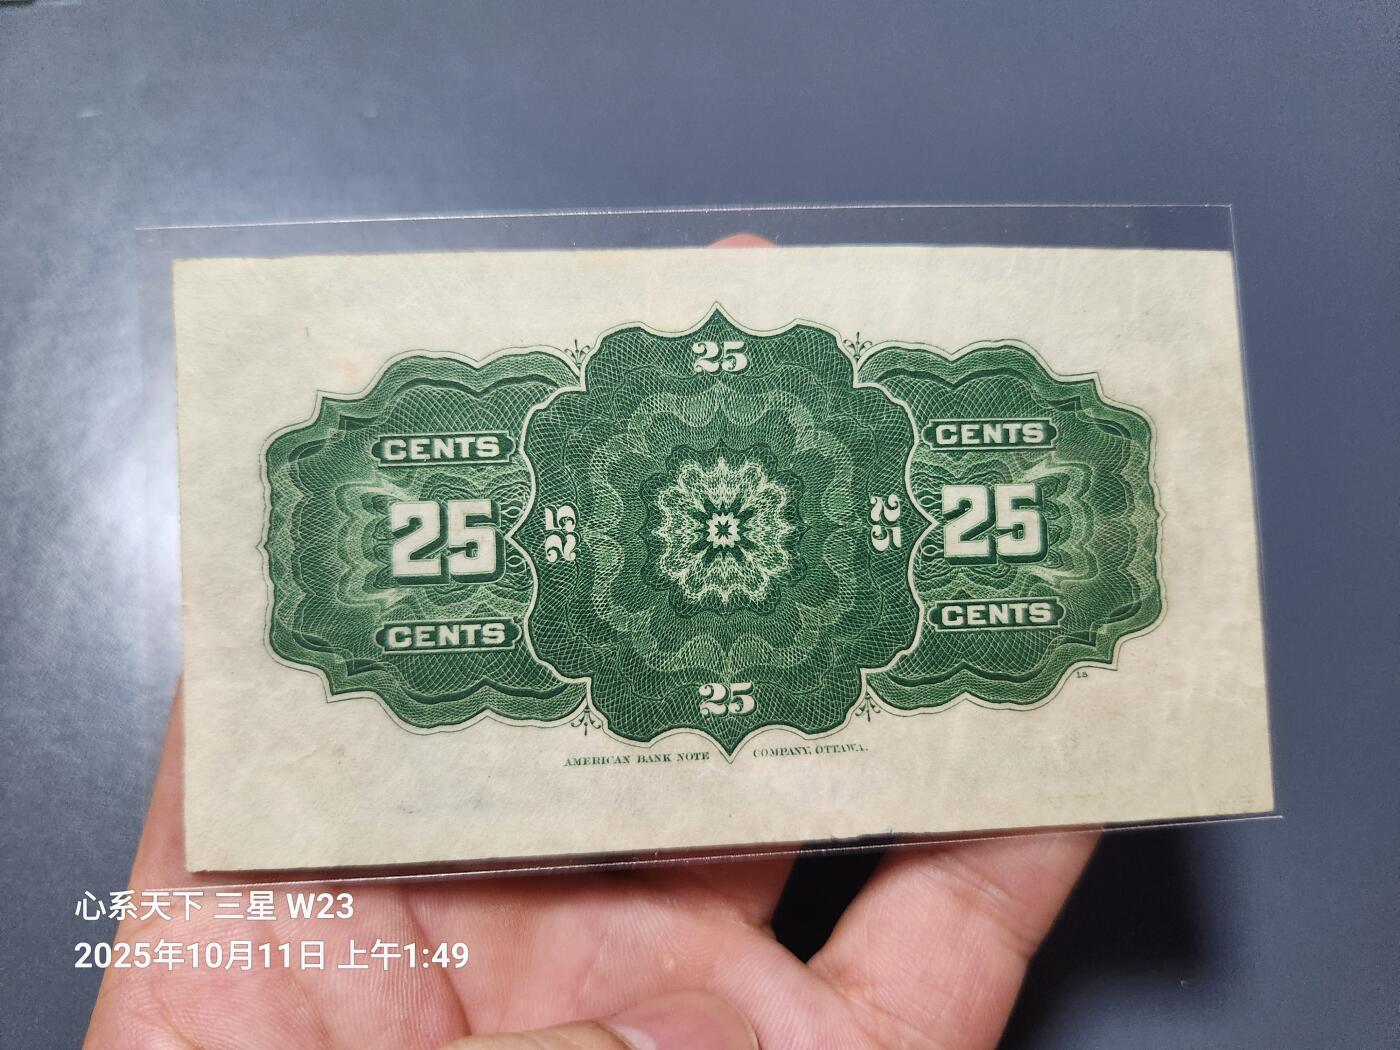 25
CENTS
CENTS
25
25
25
25
CENTS
CENTS
25
AMERICAN BANK NOTE COMPANY, OTTAWA.
心系天下 三星 W23
2025年10月11日 上午1:49